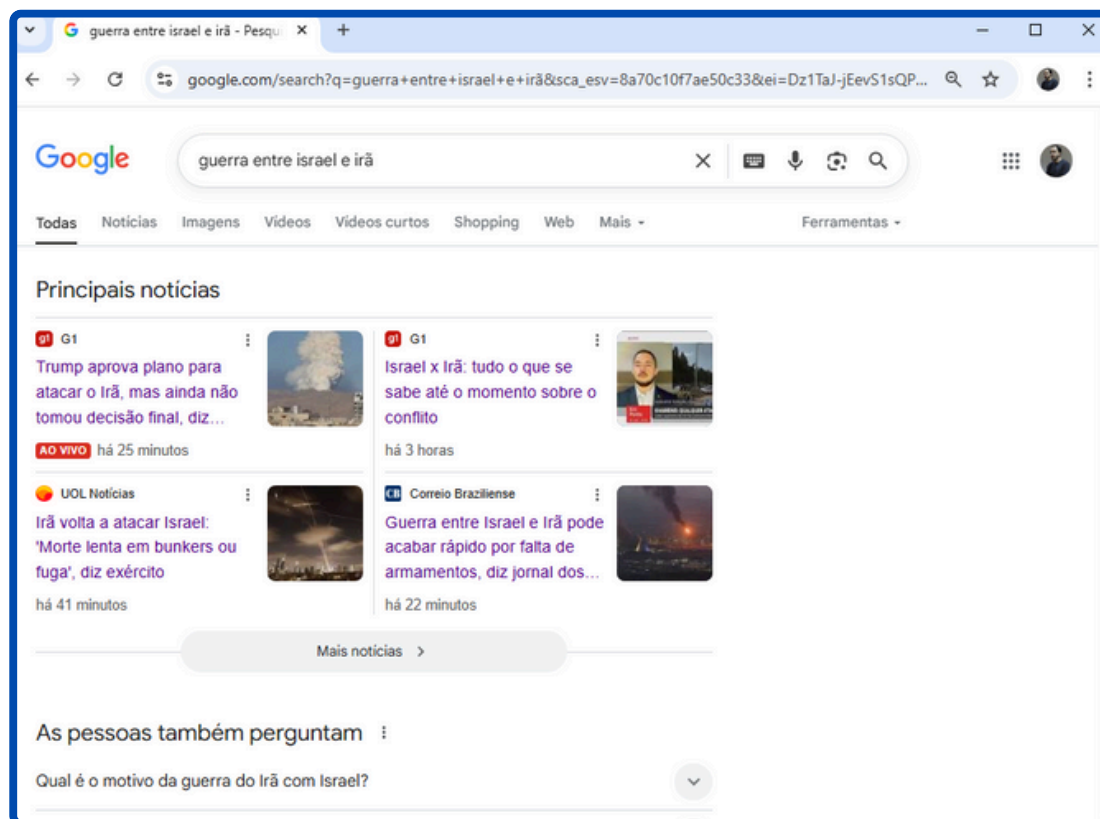 guerra entre israel e irã - Pesqu
google.com/search?q=guerra+entre+israel+e+irã&sca_esv=8a70c10f7ae50c33&ei=Dz1TaJ-jEevS1sQP...
Google
guerra entre israel e irã
Todas Notícias Imagens Vídeos Vídeos curtos Shopping Web Mais Ferramentas
Principais notícias
g1 G1
Trump aprova plano para
atacar o Irã, mas ainda não
tomou decisão final, diz...
AO VIVO há 25 minutos
g1 G1
Israel x Irã: tudo o que se
sabe até o momento sobre o
conflito
há 3 horas
UOL Notícias
Irã volta a atacar Israel:
'Morte lenta em bunkers ou
fuga', diz exército
há 41 minutos
CB Correio Braziliense
Guerra entre Israel e Irã pode
acabar rápido por falta de
armamentos, diz jornal dos...
há 22 minutos
Mais notícias
As pessoas também perguntam
Qual é o motivo da guerra do Irã com Israel?